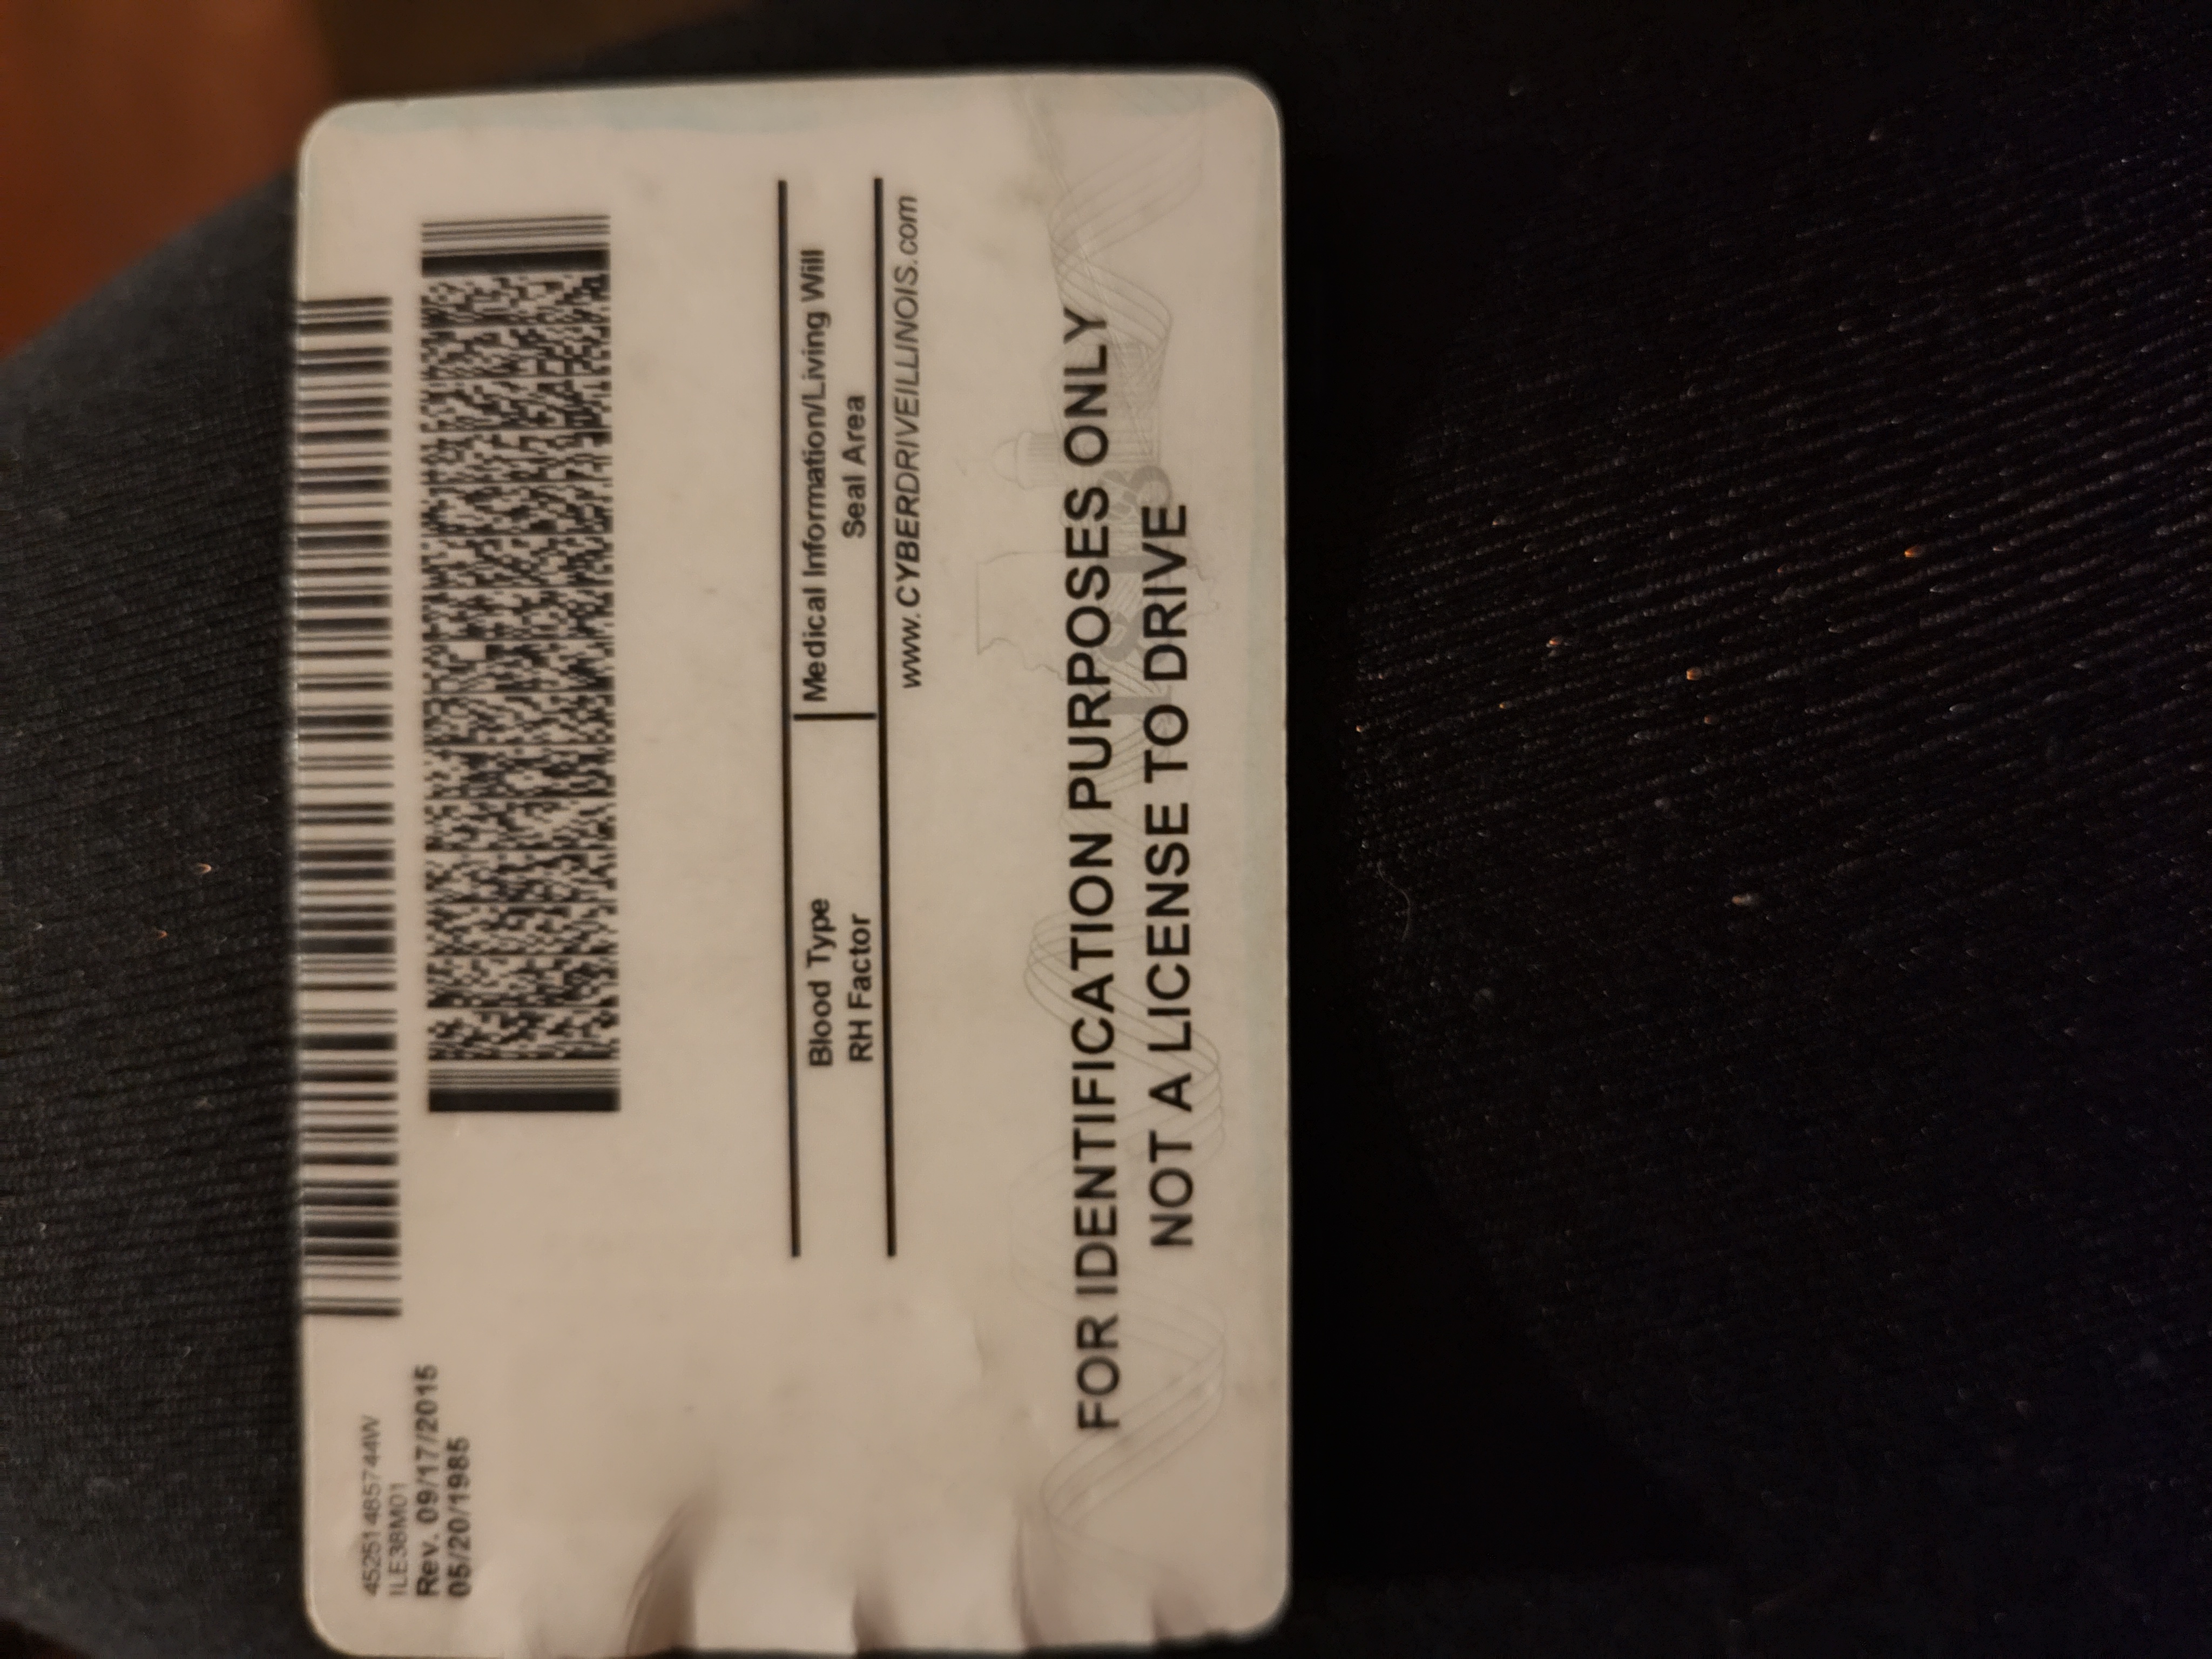 45251485744W
ILE38M01
Rev. 09/17/2015
05/20/1985
Blood Type
RH Factor
Medical Information/Living Will
Seal Area
www.CYBERDRIVEILLINOIS.com
FOR IDENTIFICATION PURPOSES ONLY
NOT A LICENSE TO DRIVE